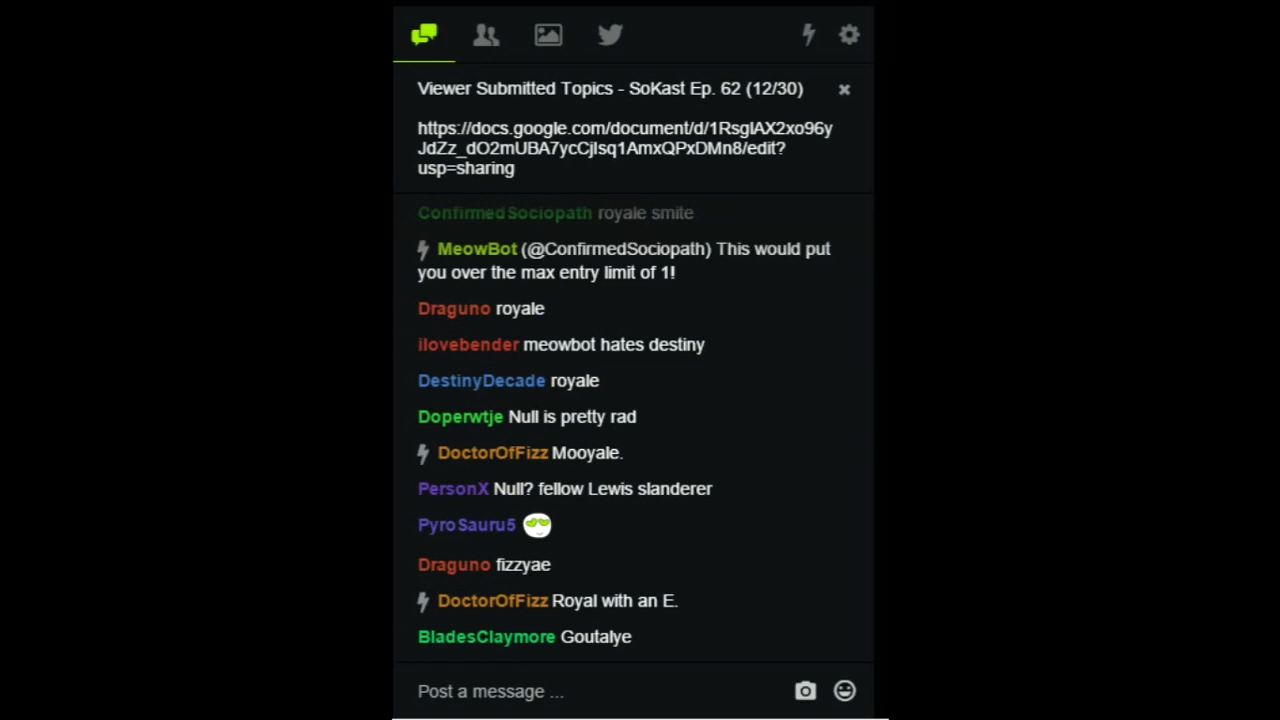 Viewer Submitted Topics - SoKast Ep. 62 (12/30)
https://docs.google.com/document/d/1RsglAX2xo96y
JdZz_dO2mUBA7ycCjlsq1AmxQPxDMn8/edit?
usp=sharing
ConfirmedSociopath royale smite
MeowBot (@ConfirmedSociopath) This would put
you over the max entry limit of 1!
Draguno royale
ilovebender meowbot hates destiny
DestinyDecade royale
Doperwtje Null is pretty rad
DoctorOfFizz Mooyale.
PersonX Null? fellow Lewis slanderer
PyroSauru5
Draguno fizzyae
DoctorOfFizz Royal with an E.
BladesClaymore Goutalye
Post a message ...